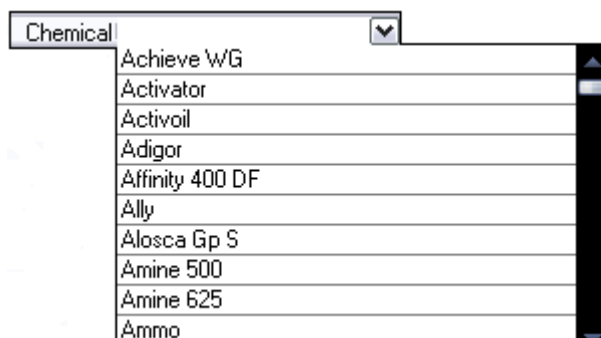 Chemical
Achieve WG
Activator
Activoil
Adigor
Affinity 400 DF
Ally
Alosca Gp S
Amine 500
Amine 625
Ammo